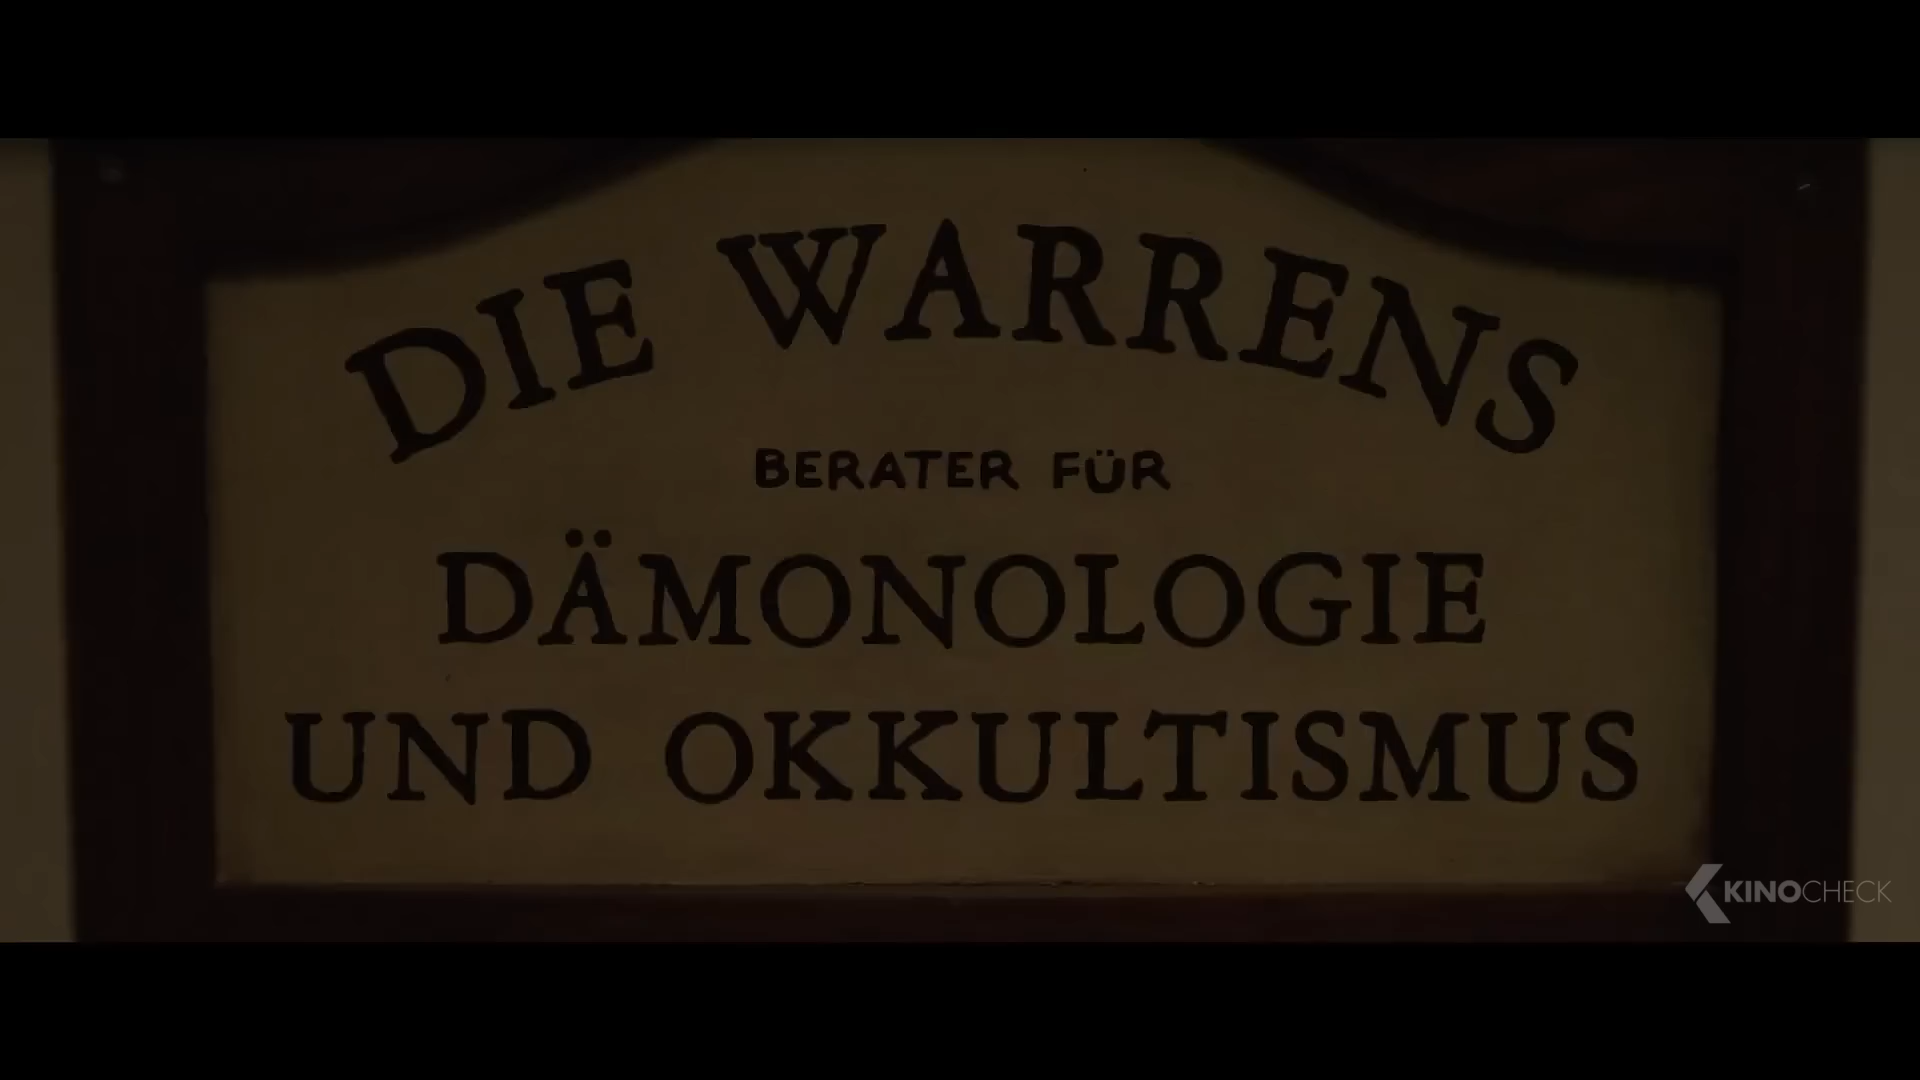 DIE WARRENS
BERATER FÜR
DÄMONOLOGIE
UND OKKULTISMUS
KINOCHECK